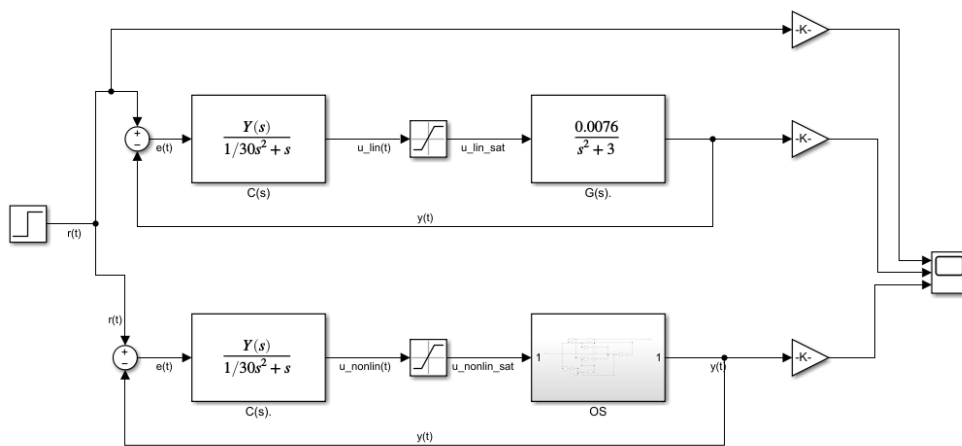 -K-
+
−
e(t)
Y(s)
1/30s² + s
C(s)
u_lin(t)
u_lin_sat
0.0076
s² + 3
G(s).
-K-
y(t)
r(t)
r(t)
+
−
e(t)
Y(s)
1/30s² + s
C(s).
u_nonlin(t)
u_nonlin_sat
1
1
OS
y(t)
-K-
y(t)